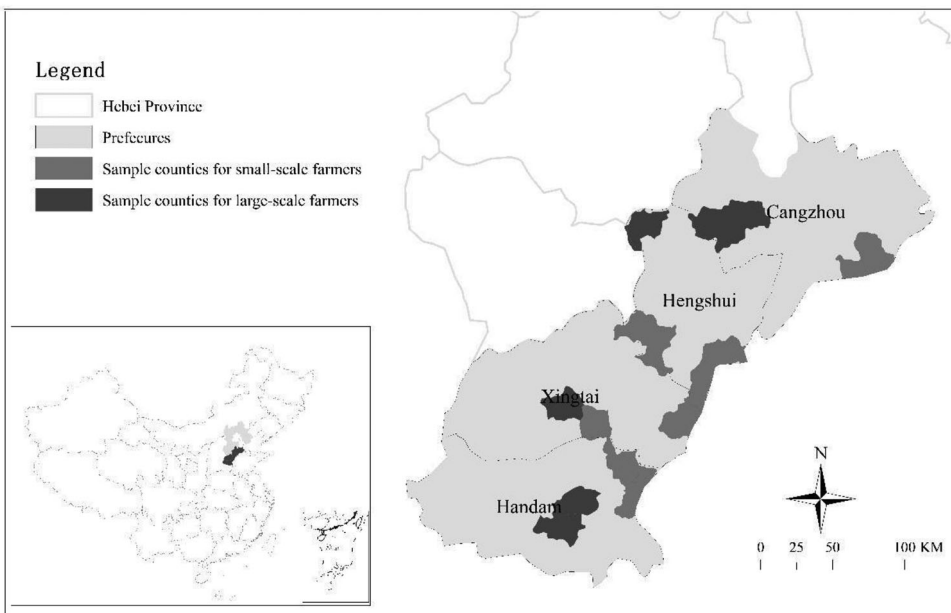 Legend
Hebei Province
Prefecures
Sample counties for small-scale farmers
Sample counties for large-scale farmers
Cangzhou
Hengshui
Xingtai
Handam
N
0 25 50 100 KM